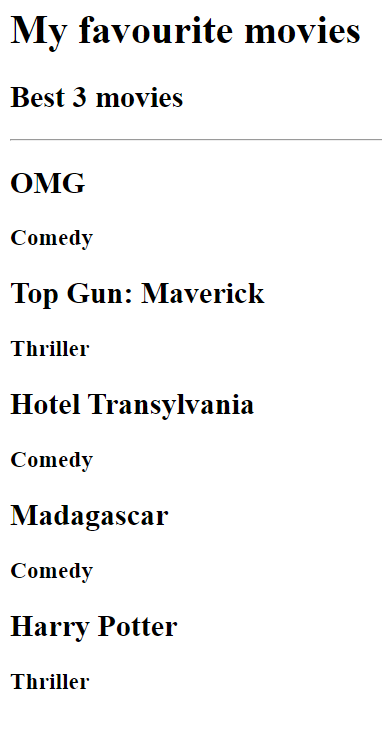 My favourite movies
Best 3 movies
OMG
Comedy
Top Gun: Maverick
Thriller
Hotel Transylvania
Comedy
Madagascar
Comedy
Harry Potter
Thriller